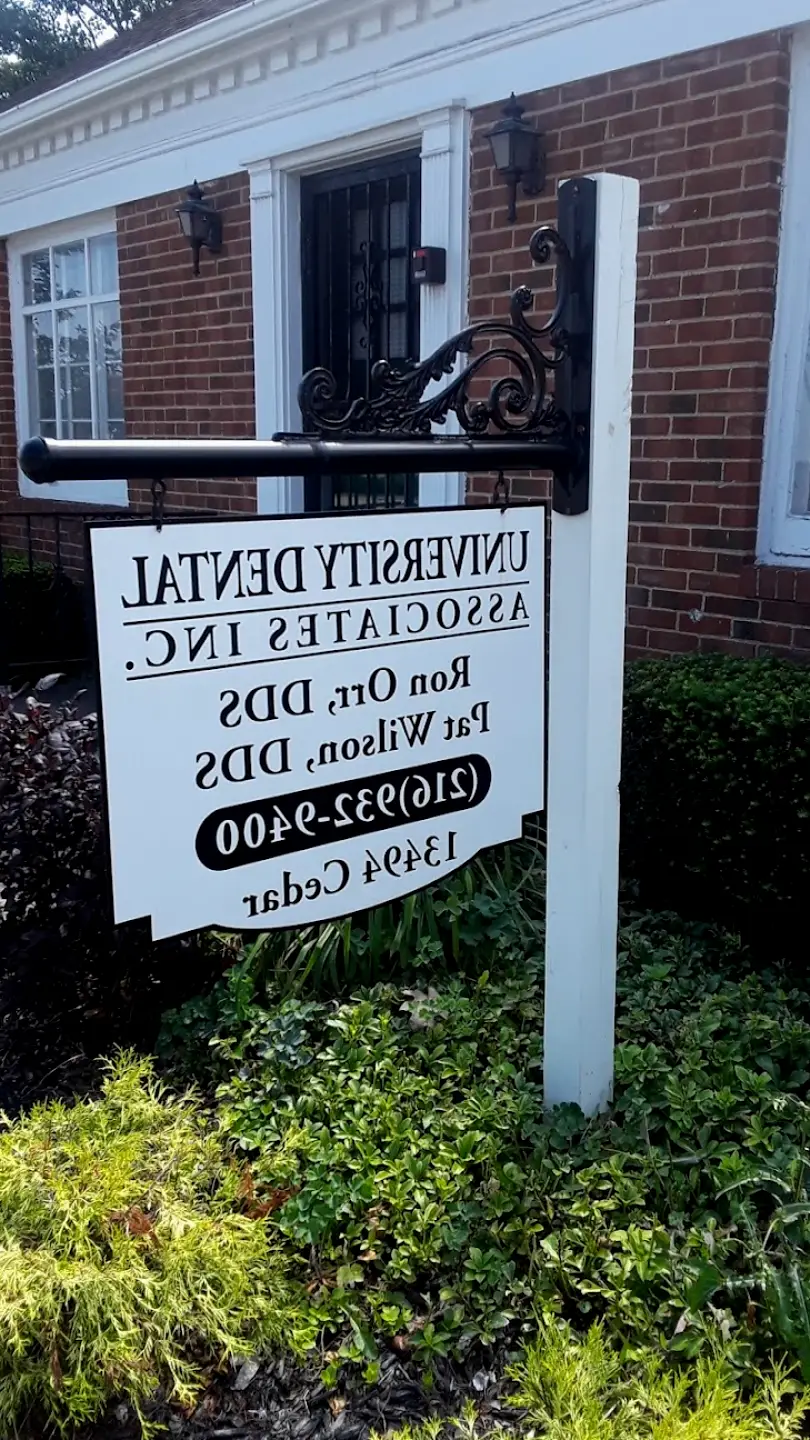 UNIVERSITY DENTAL
ASSOCIATES INC.
Ron Orr, DDS
Pat Wilson, DDS
(216)932-9400
13494 Cedar